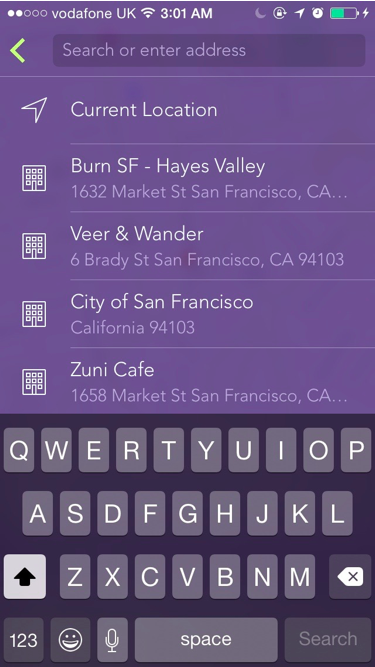 vodafone UK 3:01 AM
Search or enter address
Current Location
Burn SF - Hayes Valley
1632 Market St San Francisco, CA...
Veer & Wander
6 Brady St San Francisco, CA 94103
City of San Francisco
California 94103
Zuni Cafe
1658 Market St San Francisco, CA...
Q W E R T Y U I O P
A S D F G H J K L
Z X C V B N M
123 space Search